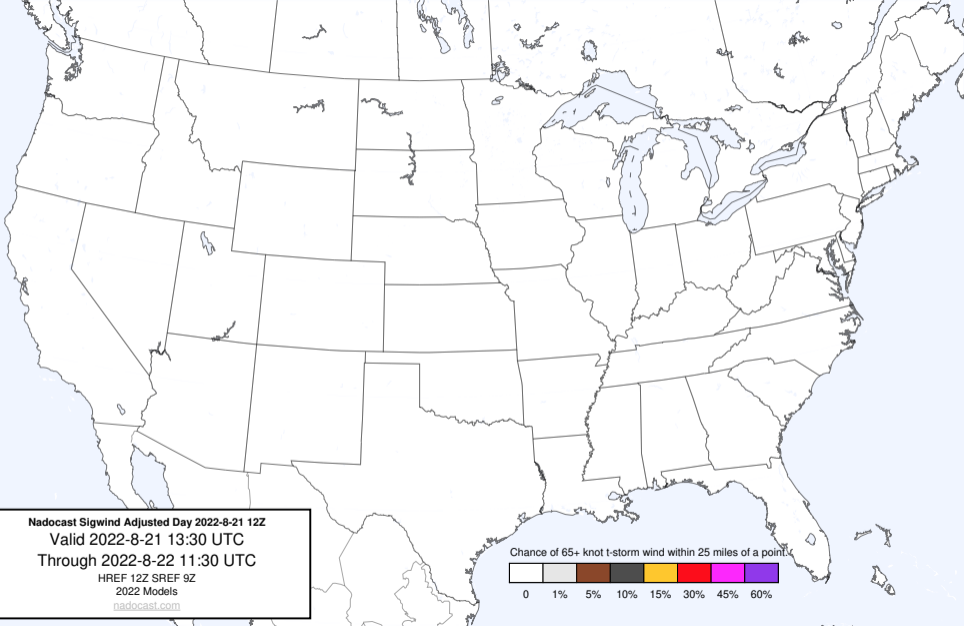 Nadocast Sigwind Adjusted Day 2022-8-21 12Z
Valid 2022-8-21 13:30 UTC
Through 2022-8-22 11:30 UTC
HREF 12Z SREF 9Z
2022 Models
nadocast.com
Chance of 65+ knot t-storm wind within 25 miles of a point.
0 1% 5% 10% 15% 30% 45% 60%